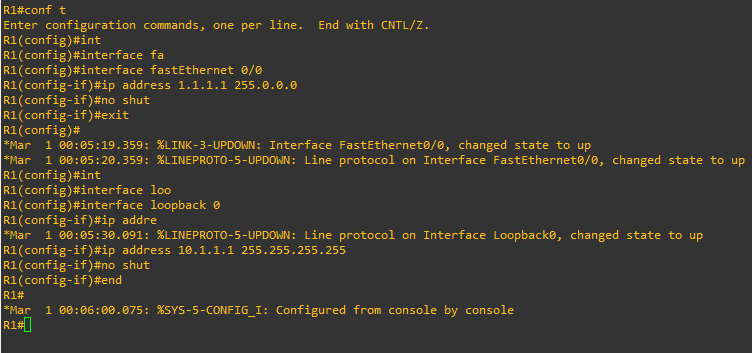 R1#conf t
Enter configuration commands, one per line.  End with CNTL/Z.
R1(config)#int
R1(config)#interface fa
R1(config)#interface fastEthernet 0/0
R1(config-if)#ip address 1.1.1.1 255.0.0.0
R1(config-if)#no shut
R1(config-if)#exit
R1(config)#
*Mar  1 00:05:19.359: %LINK-3-UPDOWN: Interface FastEthernet0/0, changed state to up
*Mar  1 00:05:20.359: %LINEPROTO-5-UPDOWN: Line protocol on Interface FastEthernet0/0, changed state to up
R1(config)#int
R1(config)#interface loo
R1(config)#interface loopback 0
R1(config-if)#ip addre
*Mar  1 00:05:30.091: %LINEPROTO-5-UPDOWN: Line protocol on Interface Loopback0, changed state to up
R1(config-if)#ip address 10.1.1.1 255.255.255.255
R1(config-if)#no shut
R1(config-if)#end
R1#
*Mar  1 00:06:00.075: %SYS-5-CONFIG_I: Configured from console by console
R1#